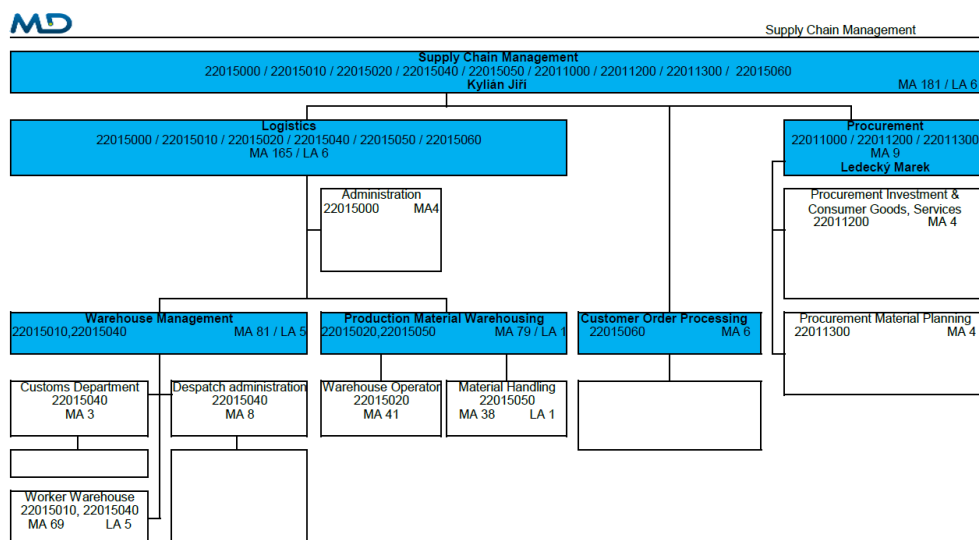 MD
Supply Chain Management
Supply Chain Management
22015000 / 22015010 / 22015020 / 22015040 / 22015050 / 22011000 / 22011200 / 22011300 / 22015060
Kylián Jiří MA 181 / LA 6
Logistics
22015000 / 22015010 / 22015020 / 22015040 / 22015050 / 22015060
MA 165 / LA 6
Procurement
22011000 / 22011200 / 22011300
MA 9
Ledecký Marek
Administration
22015000 MA4
Procurement Investment &
Consumer Goods, Services
22011200 MA 4
Warehouse Management
22015010,22015040 MA 81 / LA 5
Production Material Warehousing
22015020,22015050 MA 79 / LA 1
Customer Order Processing
22015060 MA 6
Procurement Material Planning
22011300 MA 4
Customs Department
22015040
MA 3
Despatch administration
22015040
MA 8
Warehouse Operator
22015020
MA 41
Material Handling
22015050
MA 38 LA 1
Worker Warehouse
22015010, 22015040
MA 69 LA 5